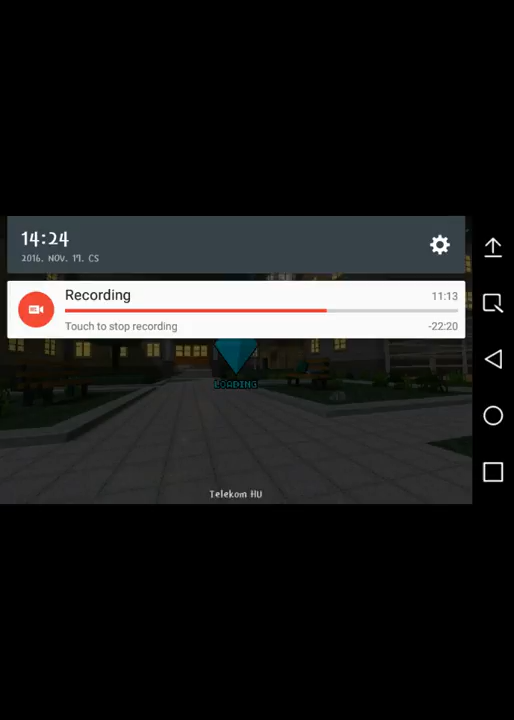 14:24
2016. NOV. 17. CS
Recording
11:13
Touch to stop recording
-22:20
LOADING
Telekom HU